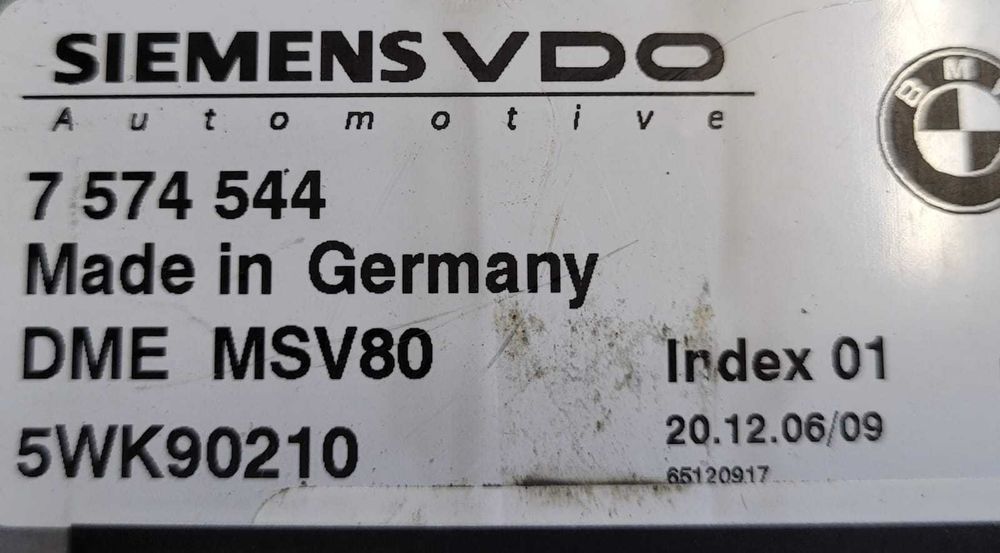 SIEMENS VDO
Automotive
BM
7 574 544
Made in Germany
DME MSV80
Index 01
5WK90210
20.12.06/09
65120917